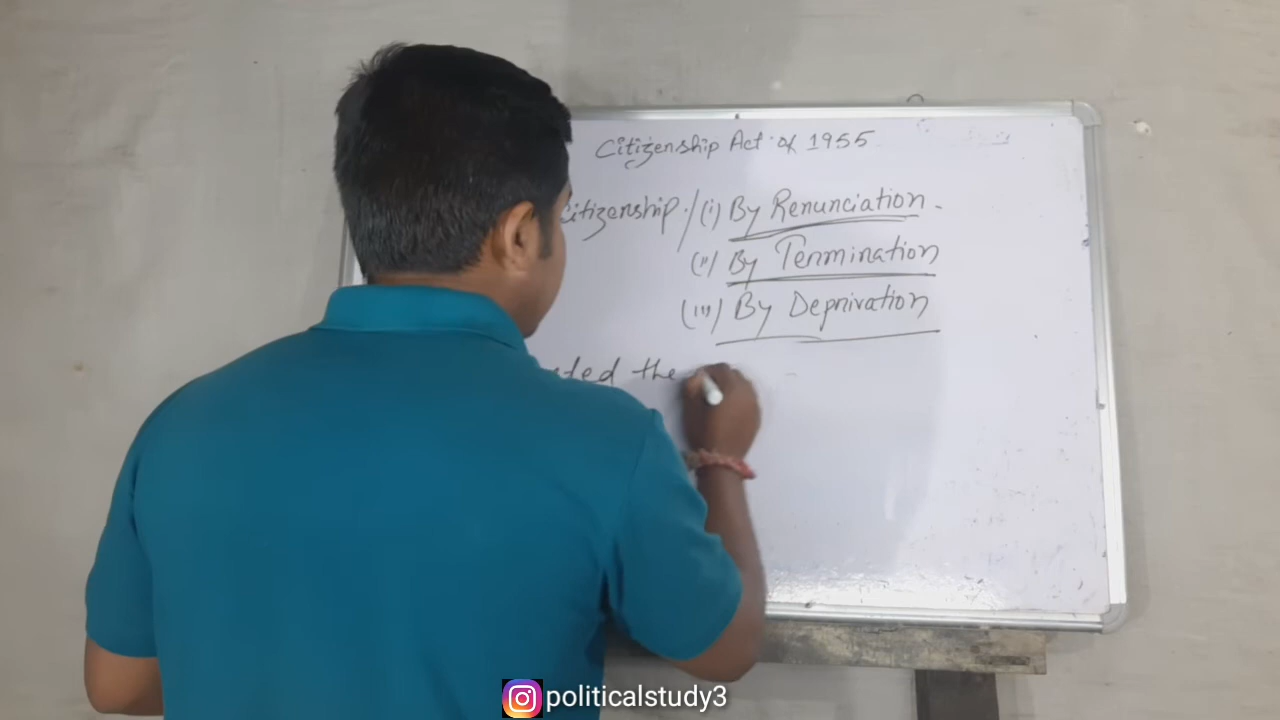 Citizenship Act of 1955
Citizenship / (i) By Renunciation.
(ii) By Termination
(iii) By Deprivation
the
politicalstudy3